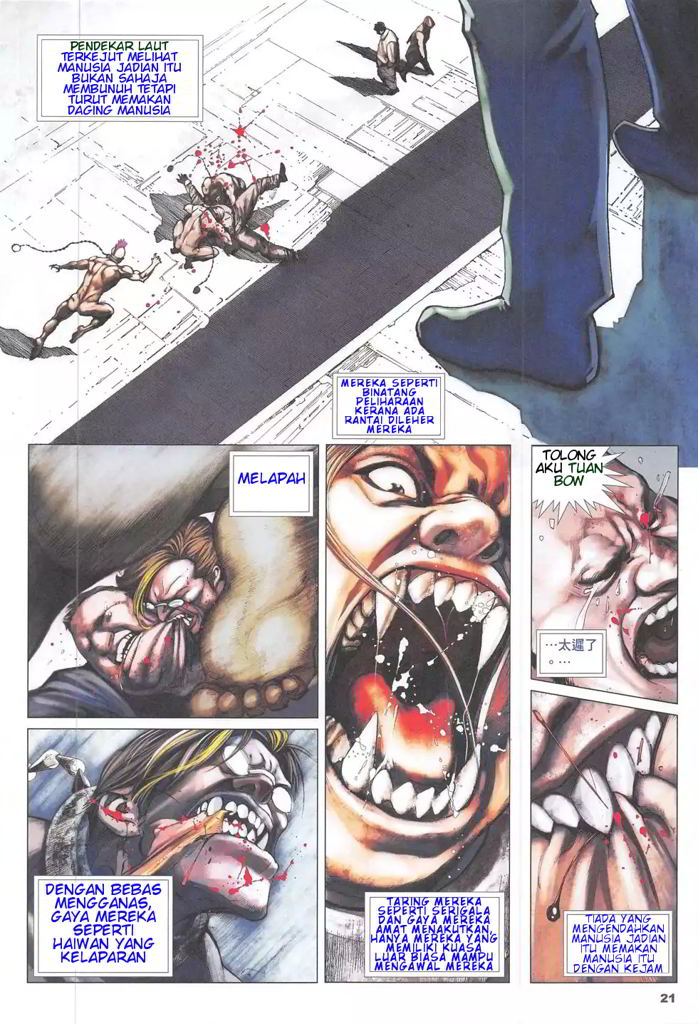 PENDEKAR LAUT
TERKEJUT MELIHAT
MANUSIA JADIAN ITU
BUKAN SAHAJA
MEMBUNUH TETAPI
TURUT MEMAKAN
DAGING MANUSIA
MEREKA SEPERTI
BINATANG
PELIHARAAN
KERANA ADA
RANTAI DILEHER
MEREKA
MELAPAH
TOLONG
AKU TUAN
BOW
…太遲了
。…
DENGAN BEBAS
MENGGANAS,
GAYA MEREKA
SEPERTI
HAIWAN YANG
KELAPARAN
TARING MEREKA
SEPERTI SERIGALA
DAN GAYA MEREKA
AMAT MENAKUTKAN,
HANYA MEREKA YANG
MEMILIKI KUASA
LUAR BIASA MAMPU
MENGAWAL MEREKA
TIADA YANG
MENGENDAHKAN
MANUSIA JADIAN
ITU MEMAKAN
MANUSIA ITU
DENGAN KEJAM
21